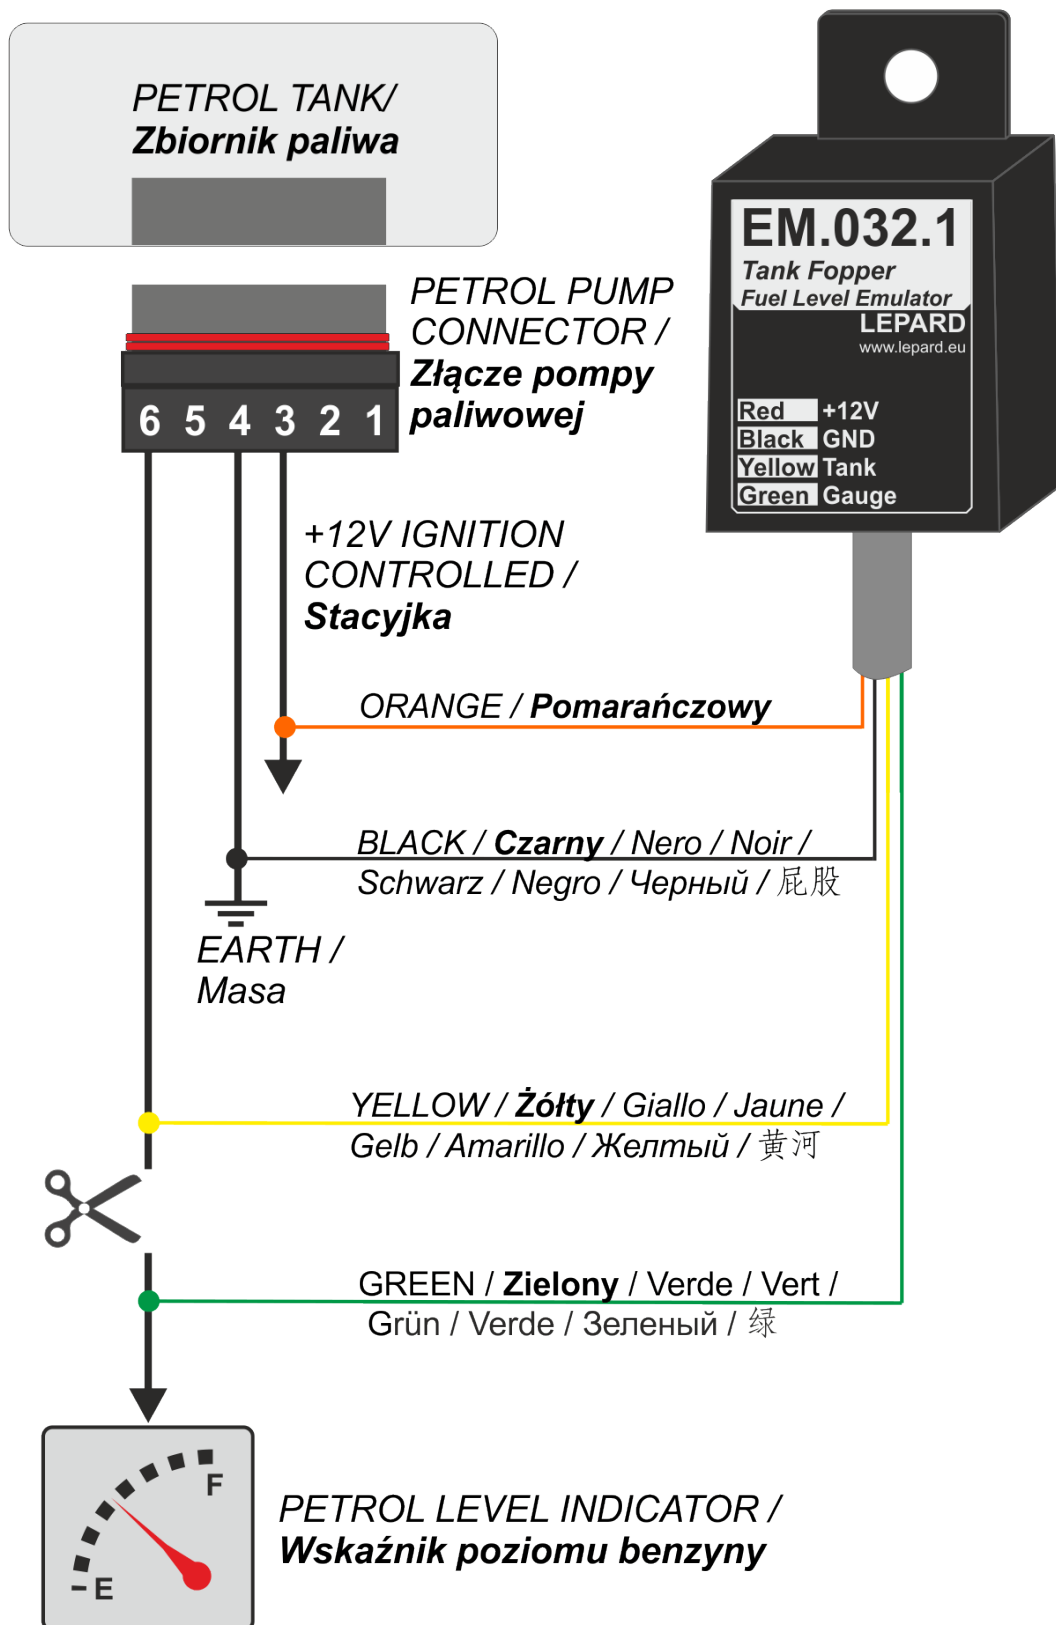 PETROL TANK/
Zbiornik paliwa
EM.032.1
Tank Fopper
Fuel Level Emulator
LEPARD
www.lepard.eu
Red +12V
Black GND
Yellow Tank
Green Gauge
PETROL PUMP
CONNECTOR /
Złącze pompy
paliwowej
6 5 4 3 2 1
+12V IGNITION
CONTROLLED /
Stacyjka
ORANGE / Pomarańczowy
BLACK / Czarny / Nero / Noir /
Schwarz / Negro / Черный / 屁股
EARTH /
Masa
YELLOW / Żółty / Giallo / Jaune /
Gelb / Amarillo / Желтый / 黄河
GREEN / Zielony / Verde / Vert /
Grün / Verde / Зеленый / 绿
F
E
PETROL LEVEL INDICATOR /
Wskaźnik poziomu benzyny